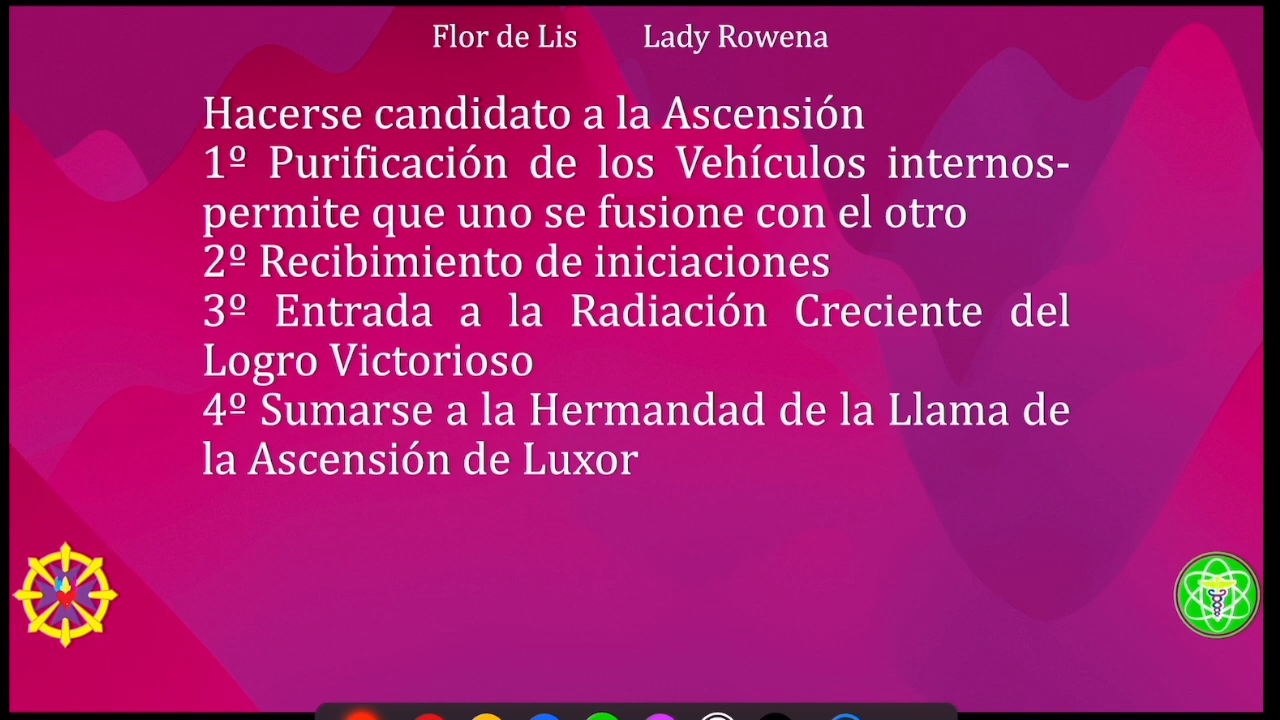 Flor de Lis Lady Rowena
Hacerse candidato a la Ascensión
1º Purificación de los Vehículos internos-
permite que uno se fusione con el otro
2º Recibimiento de iniciaciones
3º Entrada a la Radiación Creciente del
Logro Victorioso
4º Sumarse a la Hermandad de la Llama de
la Ascensión de Luxor